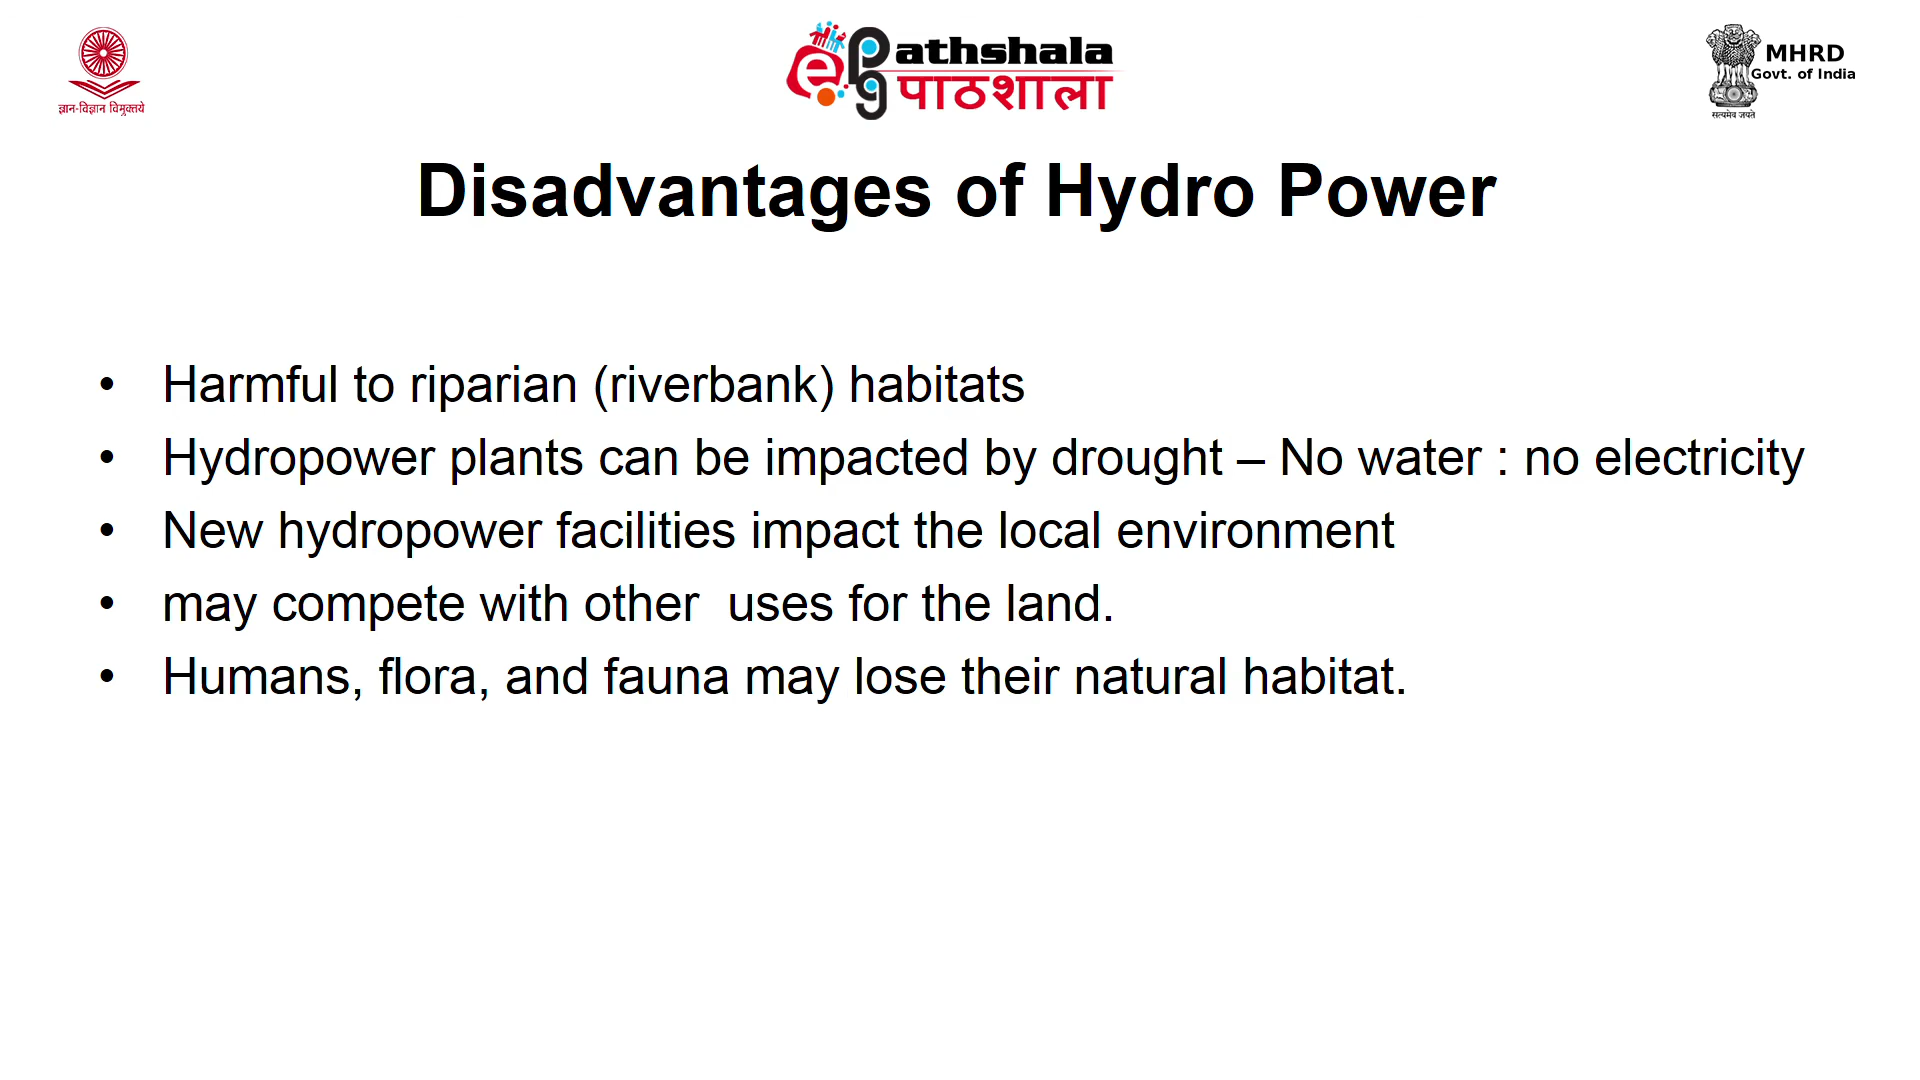 ज्ञान-विज्ञान विमुक्तये
ePgathshala
पाठशाला
MHRD
Govt. of India
सत्यमेव जयते
Disadvantages of Hydro Power
• Harmful to riparian (riverbank) habitats
• Hydropower plants can be impacted by drought – No water : no electricity
• New hydropower facilities impact the local environment
• may compete with other  uses for the land.
• Humans, flora, and fauna may lose their natural habitat.